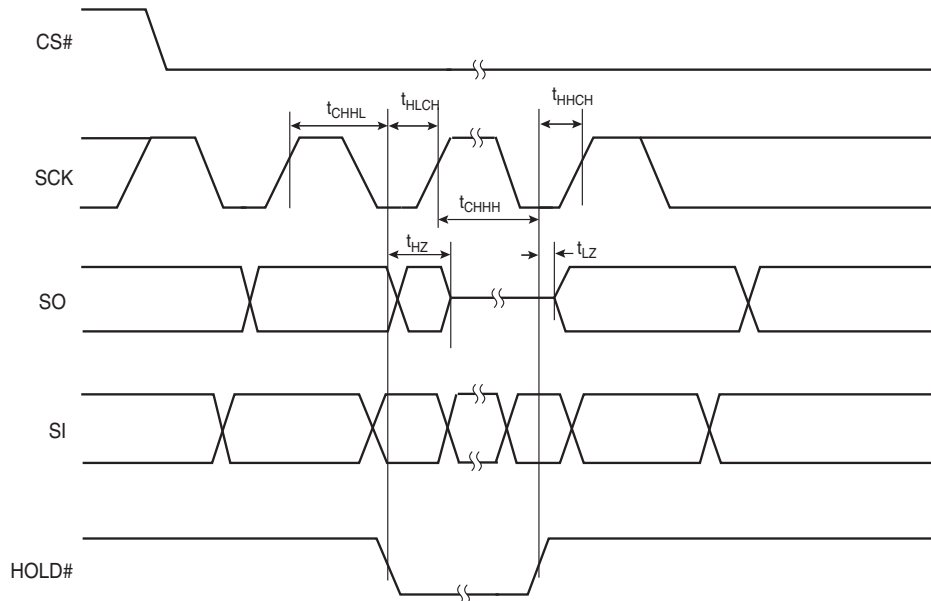 CS#
tCHHL
tHLCH
tHHCH
SCK
tCHHH
tHZ
tLZ
SO
SI
HOLD#